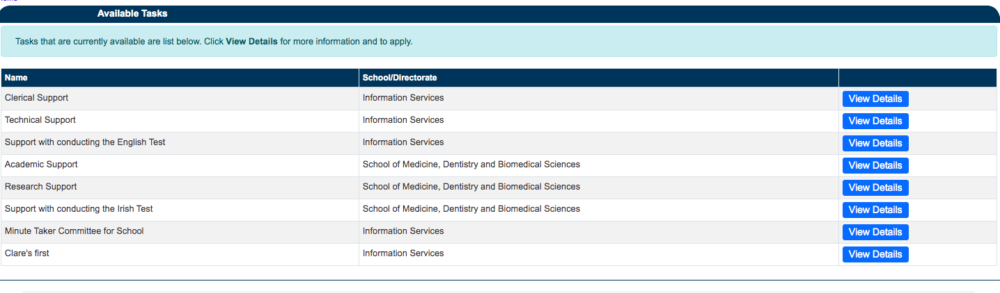 Available Tasks
Tasks that are currently available are list below. Click View Details for more information and to apply.
Name School/Directorate
Clerical Support Information Services View Details
Technical Support Information Services View Details
Support with conducting the English Test Information Services View Details
Academic Support School of Medicine, Dentistry and Biomedical Sciences View Details
Research Support School of Medicine, Dentistry and Biomedical Sciences View Details
Support with conducting the Irish Test School of Medicine, Dentistry and Biomedical Sciences View Details
Minute Taker Committee for School Information Services View Details
Clare's first Information Services View Details